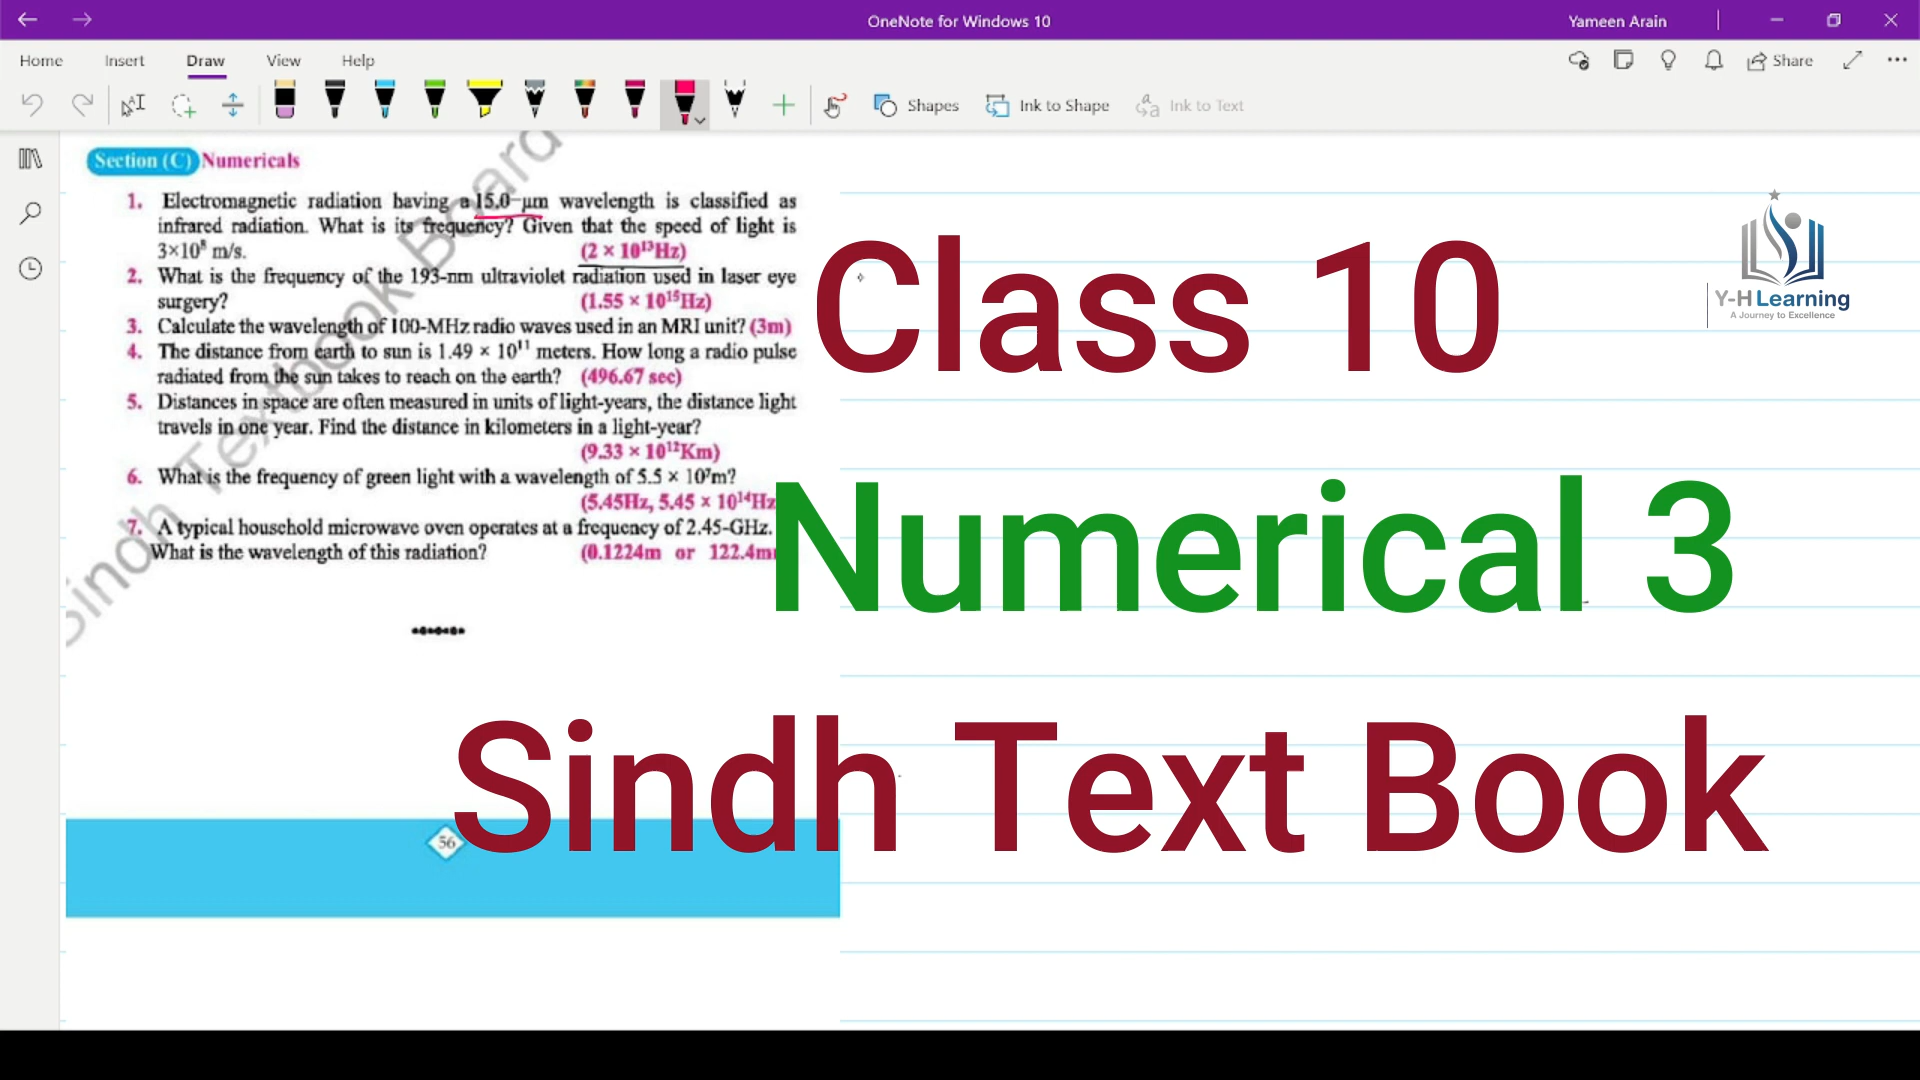 OneNote for Windows 10
Yameen Arain
Home Insert Draw View Help
Share
Shapes Ink to Shape Ink to Text
Section (C) Numericals
1. Electromagnetic radiation having a 15.0-µm wavelength is classified as
infrared radiation. What is its frequency? Given that the speed of light is
3×10⁸ m/s. (2 × 10¹³Hz)
2. What is the frequency of the 193-nm ultraviolet radiation used in laser eye
surgery? (1.55 × 10¹⁵Hz)
3. Calculate the wavelength of 100-MHz radio waves used in an MRI unit? (3m)
4. The distance from earth to sun is 1.49 × 10¹¹ meters. How long a radio pulse
radiated from the sun takes to reach on the earth? (496.67 sec)
5. Distances in space are often measured in units of light-years, the distance light
travels in one year. Find the distance in kilometers in a light-year?
(9.33 × 10¹²Km)
6. What is the frequency of green light with a wavelength of 5.5 × 10⁷m?
(5.45Hz, 5.45 × 10¹⁴Hz
7. A typical household microwave oven operates at a frequency of 2.45-GHz.
What is the wavelength of this radiation? (0.1224m or 122.4m
Sindh Textbook Board
56
Class 10
Numerical 3
Sindh Text Book
Y-H Learning
A Journey to Excellence